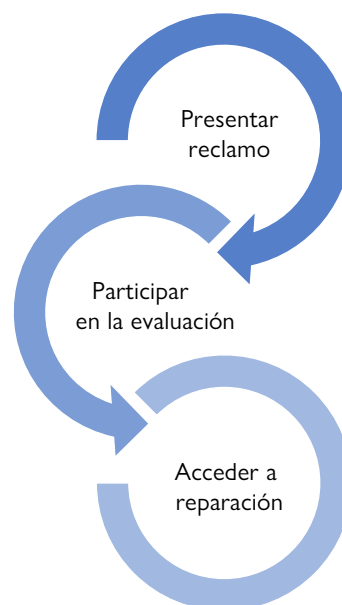 Presentar
reclamo
Participar
en la evaluación
Acceder a
reparación